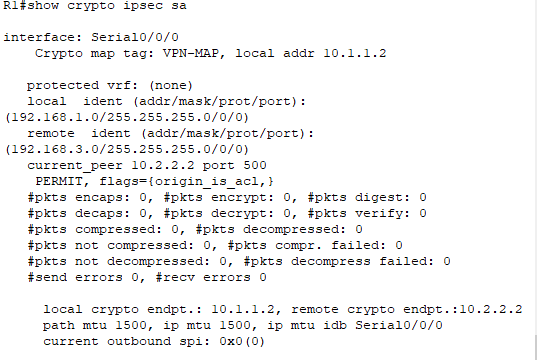 R1#show crypto ipsec sa
interface: Serial0/0/0
Crypto map tag: VPN-MAP, local addr 10.1.1.2
protected vrf: (none)
local ident (addr/mask/prot/port):
(192.168.1.0/255.255.255.0/0/0)
remote ident (addr/mask/prot/port):
(192.168.3.0/255.255.255.0/0/0)
current_peer 10.2.2.2 port 500
PERMIT, flags={origin_is_acl,}
#pkts encaps: 0, #pkts encrypt: 0, #pkts digest: 0
#pkts decaps: 0, #pkts decrypt: 0, #pkts verify: 0
#pkts compressed: 0, #pkts decompressed: 0
#pkts not compressed: 0, #pkts compr. failed: 0
#pkts not decompressed: 0, #pkts decompress failed: 0
#send errors 0, #recv errors 0
local crypto endpt.: 10.1.1.2, remote crypto endpt.:10.2.2.2
path mtu 1500, ip mtu 1500, ip mtu idb Serial0/0/0
current outbound spi: 0x0(0)